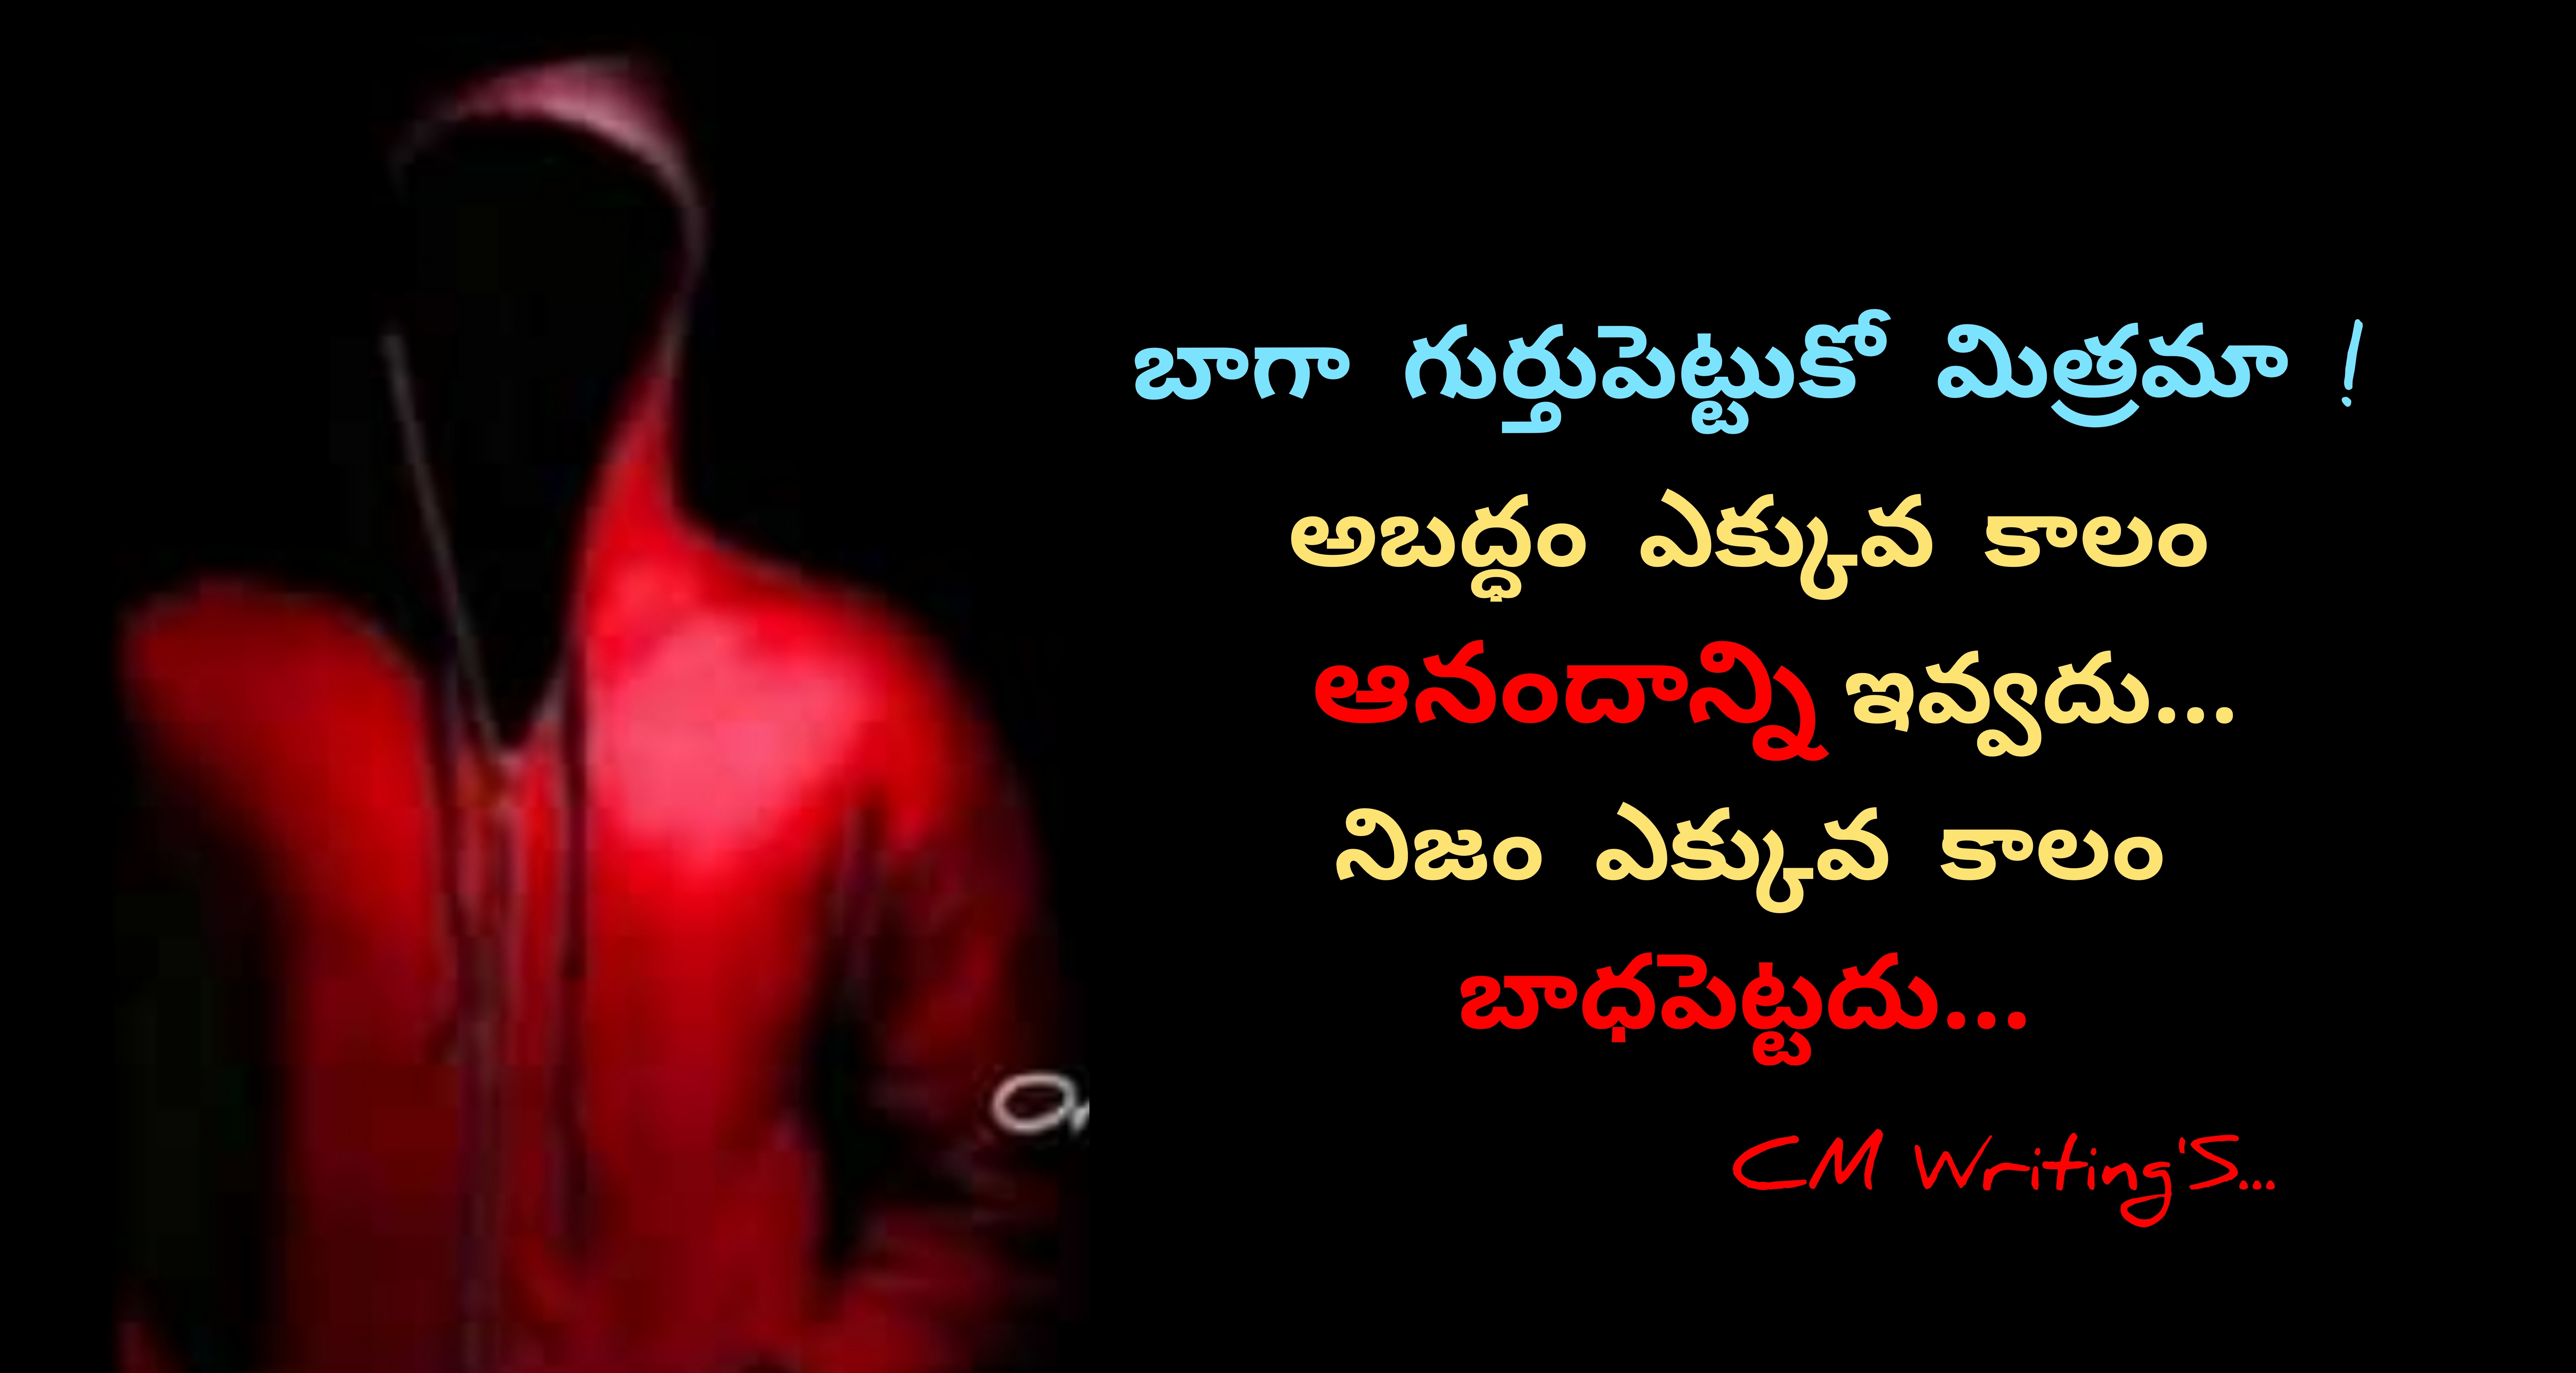 బాగా గుర్తుపెట్టుకో మిత్రమా !
అబద్ధం ఎక్కువ కాలం
ఆనందాన్ని ఇవ్వదు...
నిజం ఎక్కువ కాలం
బాధపెట్టదు...
CM Writing'S...